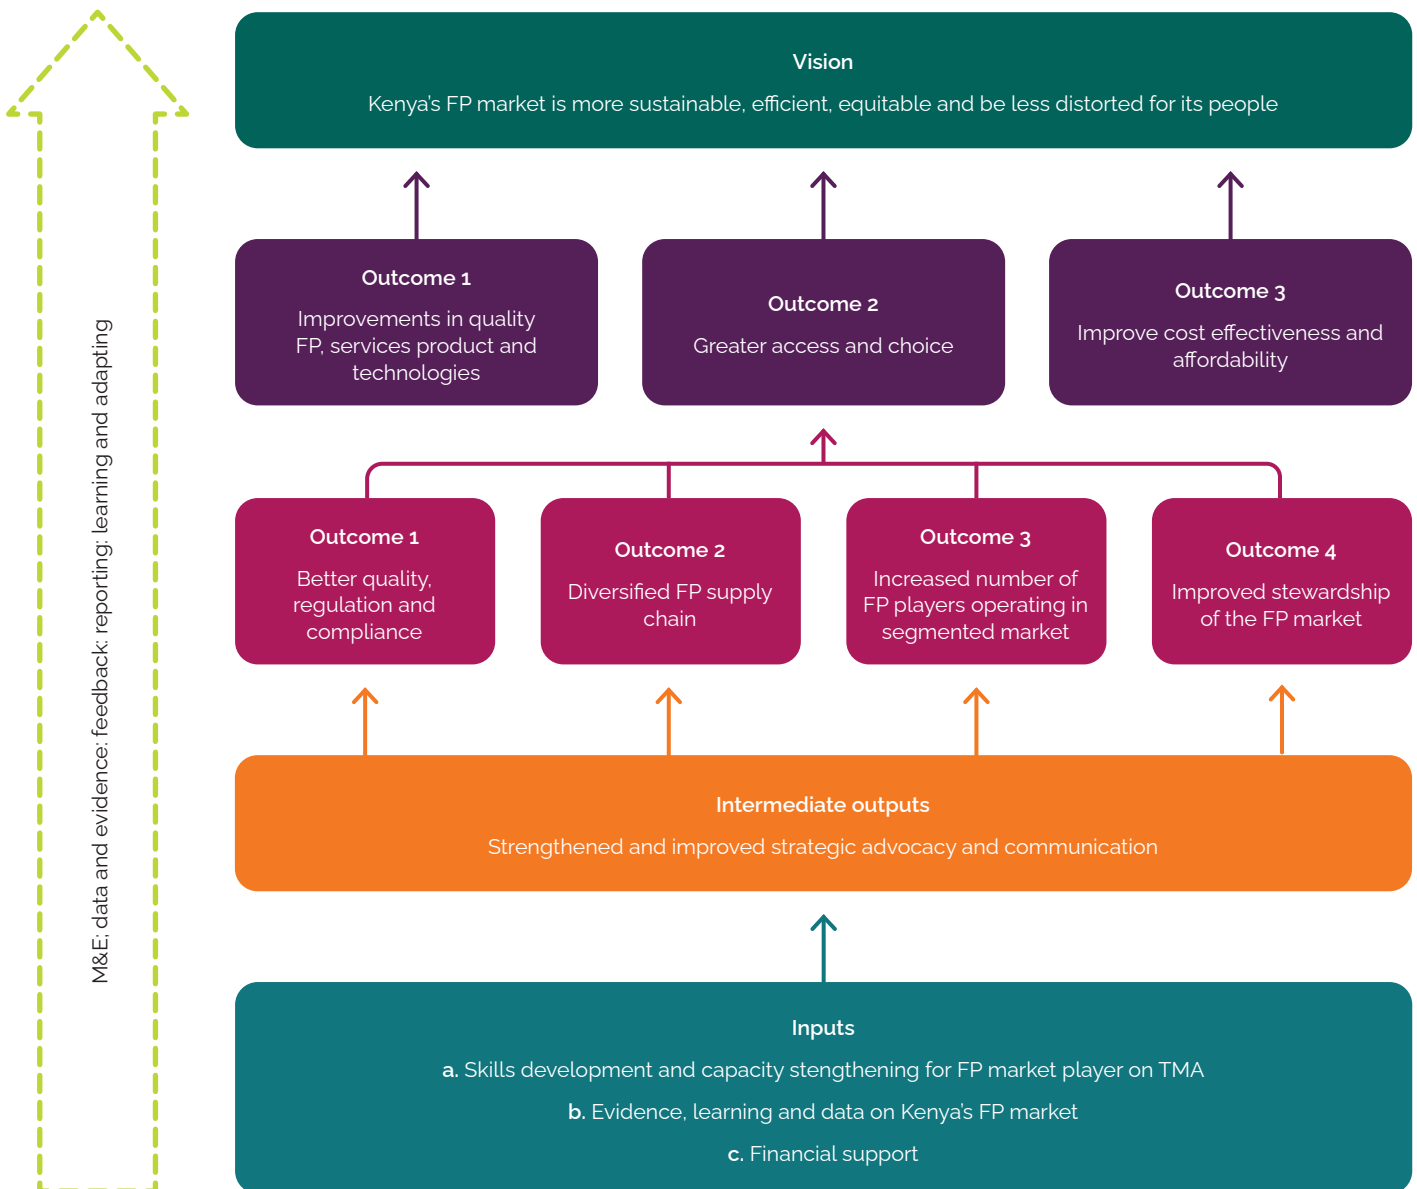 Vision
Kenya's FP market is more sustainable, efficient, equitable and be less distorted for its people
Outcome 1
Improvements in quality
FP, services product and
technologies
Outcome 2
Greater access and choice
Outcome 3
Improve cost effectiveness and
affordability
Outcome 1
Better quality,
regulation and
compliance
Outcome 2
Diversified FP supply
chain
Outcome 3
Increased number of
FP players operating in
segmented market
Outcome 4
Improved stewardship
of the FP market
Intermediate outputs
Strengthened and improved strategic advocacy and communication
Inputs
a. Skills development and capacity stengthening for FP market player on TMA
b. Evidence, learning and data on Kenya's FP market
c. Financial support
M&E; data and evidence: feedback: reporting: learning and adapting